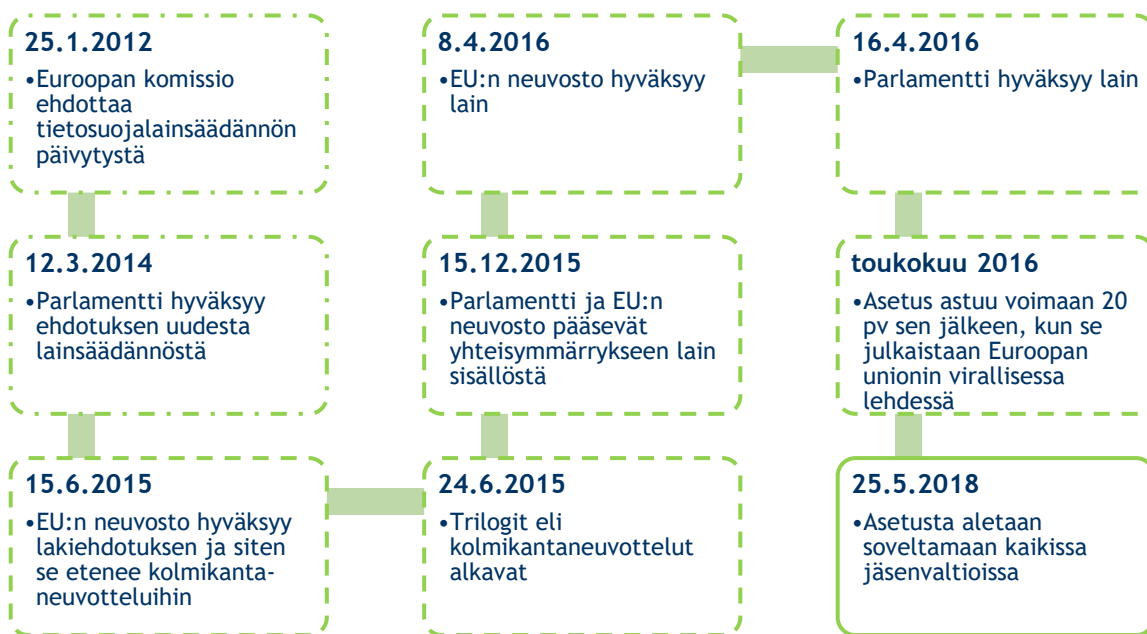 25.1.2012
•Euroopan komissio
ehdottaa
tietosuojalainsäädännön
päivytystä
12.3.2014
•Parlamentti hyväksyy
ehdotuksen uudesta
lainsäädännöstä
15.6.2015
•EU:n neuvosto hyväksyy
lakiehdotuksen ja siten
se etenee kolmikanta-
neuvotteluihin
24.6.2015
•Trilogit eli
kolmikantaneuvottelut
alkavat
15.12.2015
•Parlamentti ja EU:n
neuvosto pääsevät
yhteisymmärrykseen lain
sisällöstä
8.4.2016
•EU:n neuvosto hyväksyy
lain
16.4.2016
•Parlamentti hyväksyy lain
toukokuu 2016
•Asetus astuu voimaan 20
pv sen jälkeen, kun se
julkaistaan Euroopan
unionin virallisessa
lehdessä
25.5.2018
•Asetusta aletaan
soveltamaan kaikissa
jäsenvaltioissa